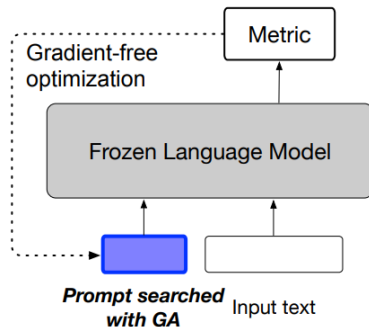 Metric
Gradient-free
optimization
Frozen Language Model
Prompt searched
with GA
Input text